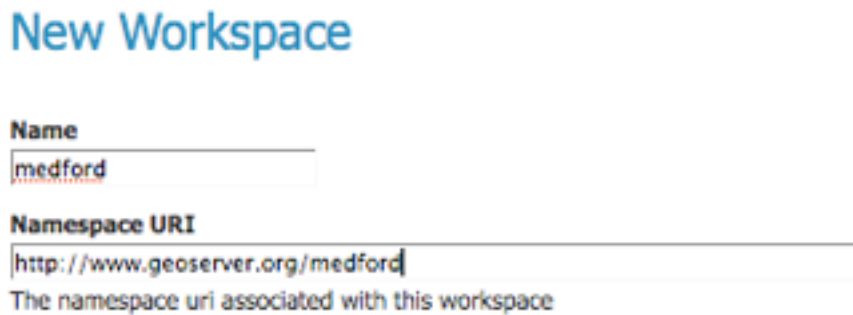 New Workspace
Name
medford
Namespace URI
http://www.geoserver.org/medford
The namespace uri associated with this workspace